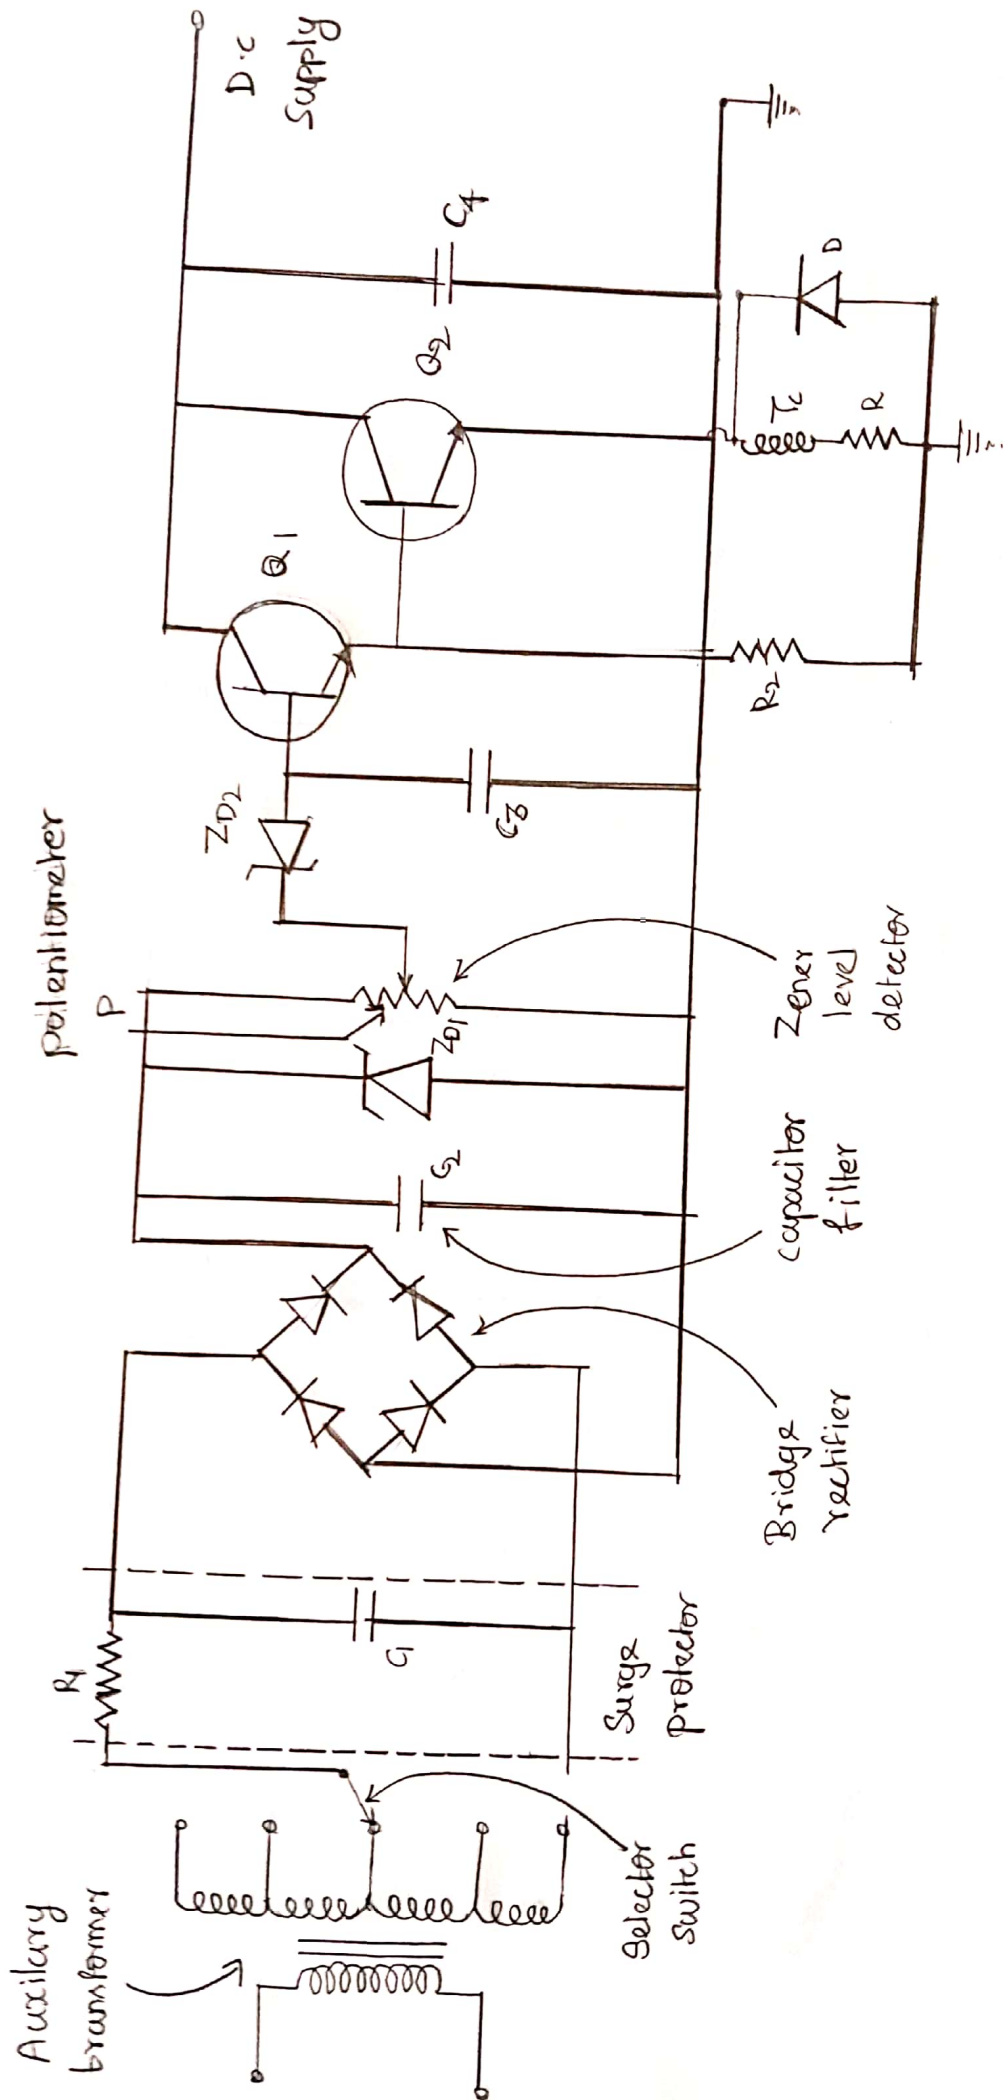 Auxilary
transformer
Selector
switch
R1
C1
Surge
protector
Bridge
rectifier
C2
capacitor
filter
potentiometer
P
ZD1
Zener
level
detector
ZD2
C3
Q1
Q2
R2
Tc
R
D
C4
D.c
supply